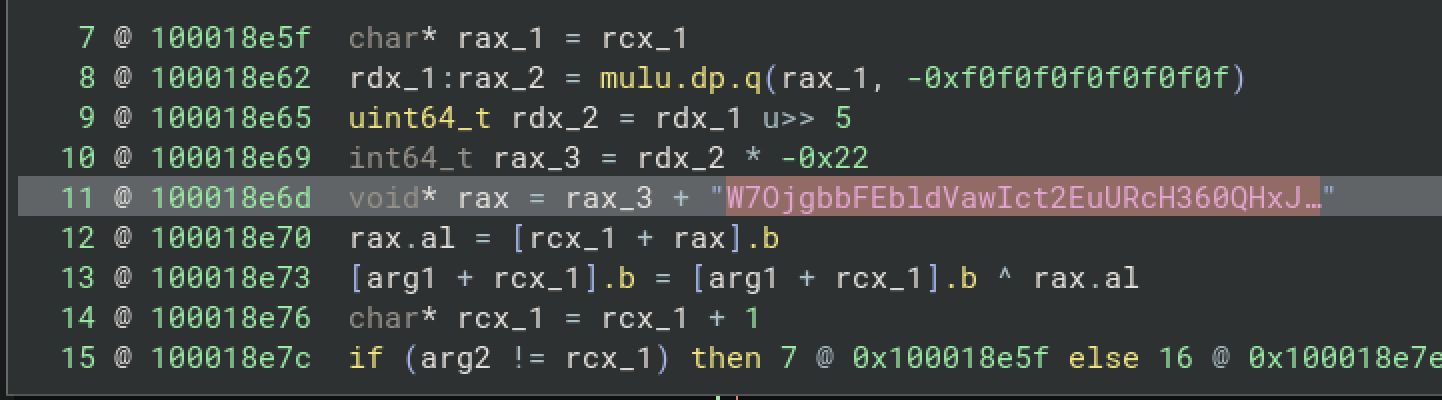 7 @ 100018e5f  char* rax_1 = rcx_1
8 @ 100018e62  rdx_1:rax_2 = mulu.dp.q(rax_1, -0xf0f0f0f0f0f0f0f)
9 @ 100018e65  uint64_t rdx_2 = rdx_1 u>> 5
10 @ 100018e69  int64_t rax_3 = rdx_2 * -0x22
11 @ 100018e6d  void* rax = rax_3 + "W7OjgbbFEbldVawIct2EuURcH360QHxJ…"
12 @ 100018e70  rax.al = [rcx_1 + rax].b
13 @ 100018e73  [arg1 + rcx_1].b = [arg1 + rcx_1].b ^ rax.al
14 @ 100018e76  char* rcx_1 = rcx_1 + 1
15 @ 100018e7c  if (arg2 != rcx_1) then 7 @ 0x100018e5f else 16 @ 0x100018e7e